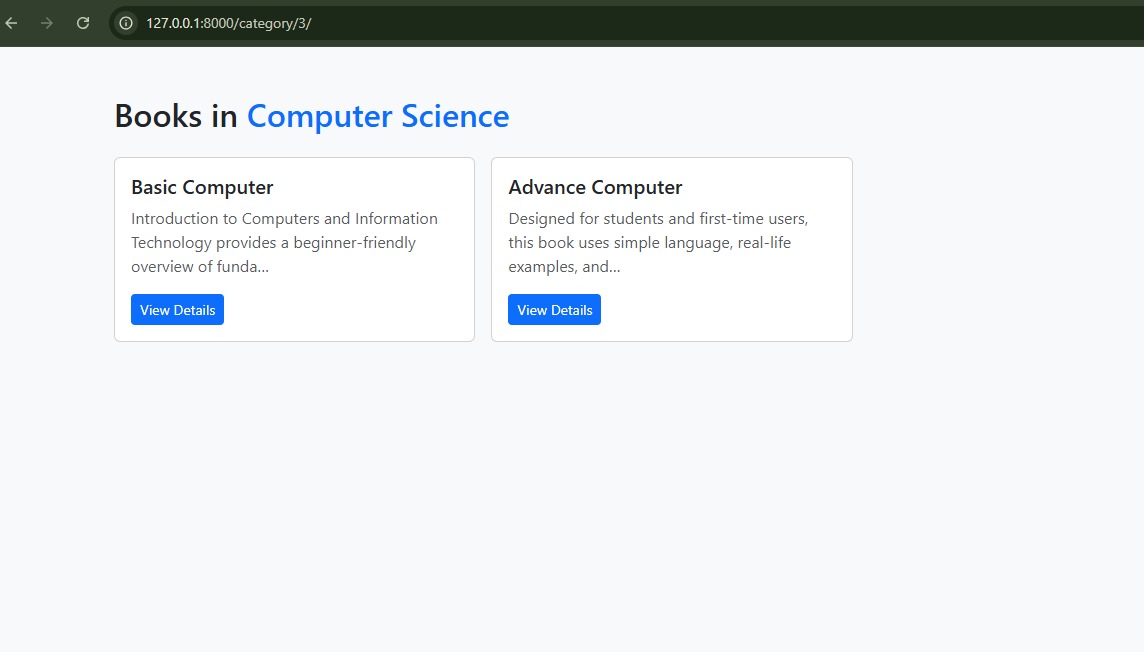 127.0.0.1:8000/category/3/
Books in Computer Science
Basic Computer
Introduction to Computers and Information
Technology provides a beginner-friendly
overview of funda...
View Details
Advance Computer
Designed for students and first-time users,
this book uses simple language, real-life
examples, and...
View Details